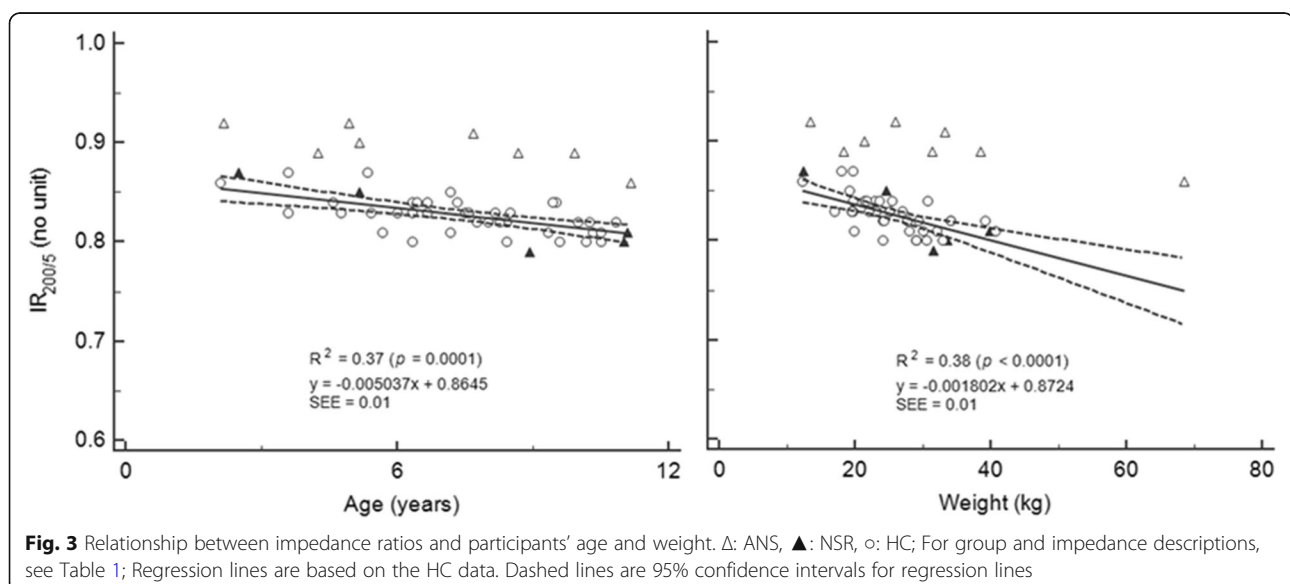 1.0
0.9
0.8
0.7
0.6
IR200/5 (no unit)
R2 = 0.37 (p = 0.0001)
y = -0.005037x + 0.8645
SEE = 0.01
0 6 12
Age (years)
R2 = 0.38 (p < 0.0001)
y = -0.001802x + 0.8724
SEE = 0.01
0 20 40 60 80
Weight (kg)
Fig. 3 Relationship between impedance ratios and participants’ age and weight. Δ: ANS, ▲: NSR, ○: HC; For group and impedance descriptions,
see Table 1; Regression lines are based on the HC data. Dashed lines are 95% confidence intervals for regression lines